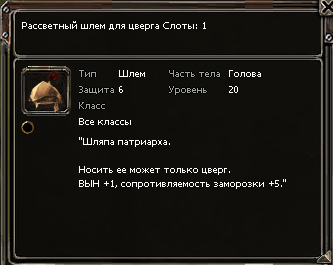 Рассветный шлем для цверга Слоты: 1
Тип Шлем Часть тела Голова
Защита 6 Уровень 20
Класс
Все классы
"Шляпа патриарха.
Носить ее может только цверг.
ВЫН +1, сопротивляемость заморозки +5."